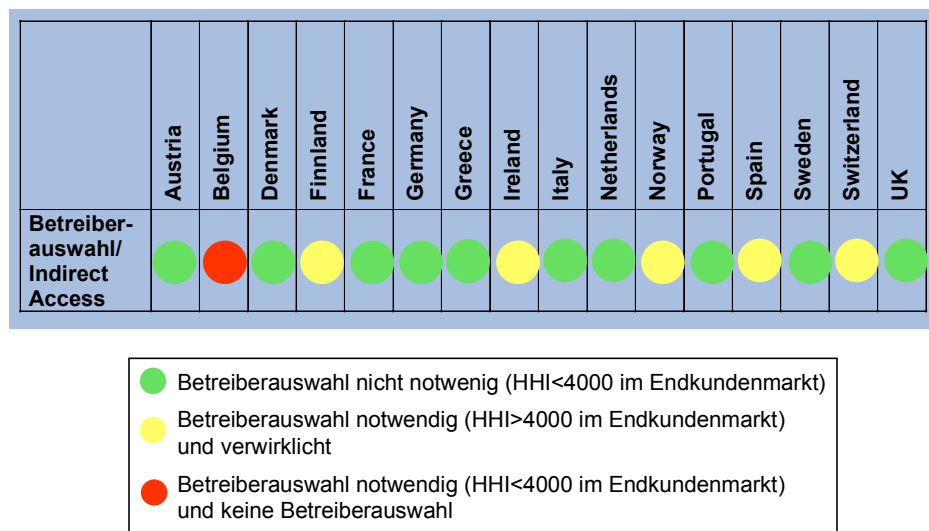 Austria
Belgium
Denmark
Finnland
France
Germany
Greece
Ireland
Italy
Netherlands
Norway
Portugal
Spain
Sweden
Switzerland
UK
Betreiber-
auswahl/
Indirect
Access
Betreiberauswahl nicht notwenig (HHI<4000 im Endkundenmarkt)
Betreiberauswahl notwendig (HHI>4000 im Endkundenmarkt)
und verwirklicht
Betreiberauswahl notwendig (HHI<4000 im Endkundenmarkt)
und keine Betreiberauswahl